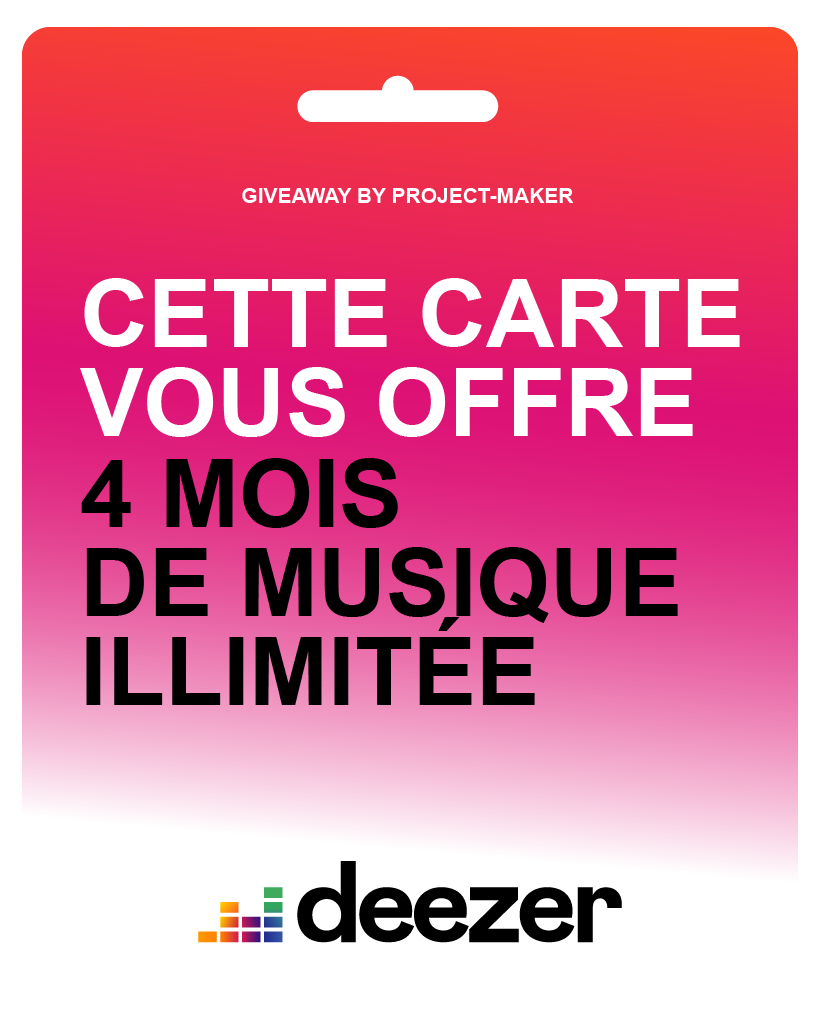 GIVEAWAY BY PROJECT-MAKER
CETTE CARTE
VOUS OFFRE
4 MOIS
DE MUSIQUE
ILLIMITÉE
deezer